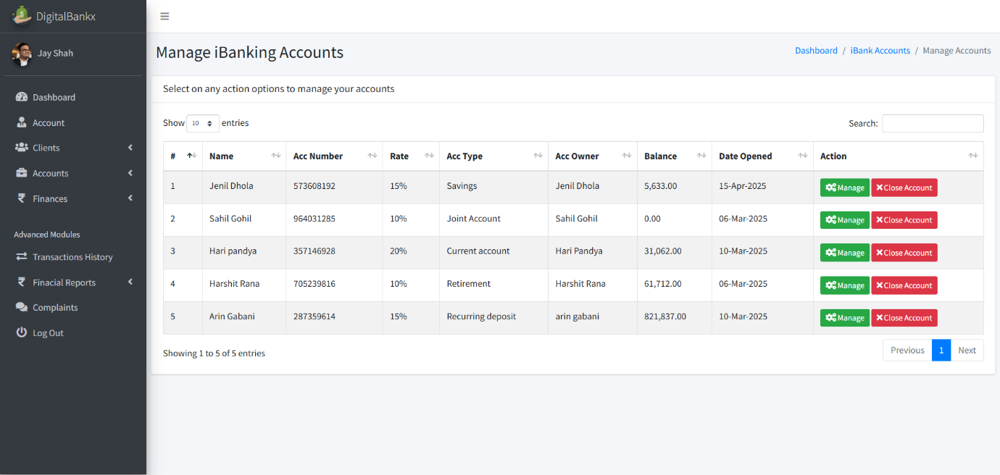 DigitalBankx
Jay Shah
Dashboard
Account
Clients
Accounts
Finances
Advanced Modules
Transactions History
Finacial Reports
Complaints
Log Out
Manage iBanking Accounts
Dashboard / iBank Accounts / Manage Accounts
Select on any action options to manage your accounts
Show 10 entries
Search:
# Name Acc Number Rate Acc Type Acc Owner Balance Date Opened Action
1 Jenil Dhola 573608192 15% Savings Jenil Dhola 5,633.00 15-Apr-2025 Manage Close Account
2 Sahil Gohil 964031285 10% Joint Account Sahil Gohil 0.00 06-Mar-2025 Manage Close Account
3 Hari pandya 357146928 20% Current account Hari Pandya 31,062.00 10-Mar-2025 Manage Close Account
4 Harshit Rana 705239816 10% Retirement Harshit Rana 61,712.00 06-Mar-2025 Manage Close Account
5 Arin Gabani 287359614 15% Recurring deposit arin gabani 821,837.00 10-Mar-2025 Manage Close Account
Showing 1 to 5 of 5 entries
Previous 1 Next